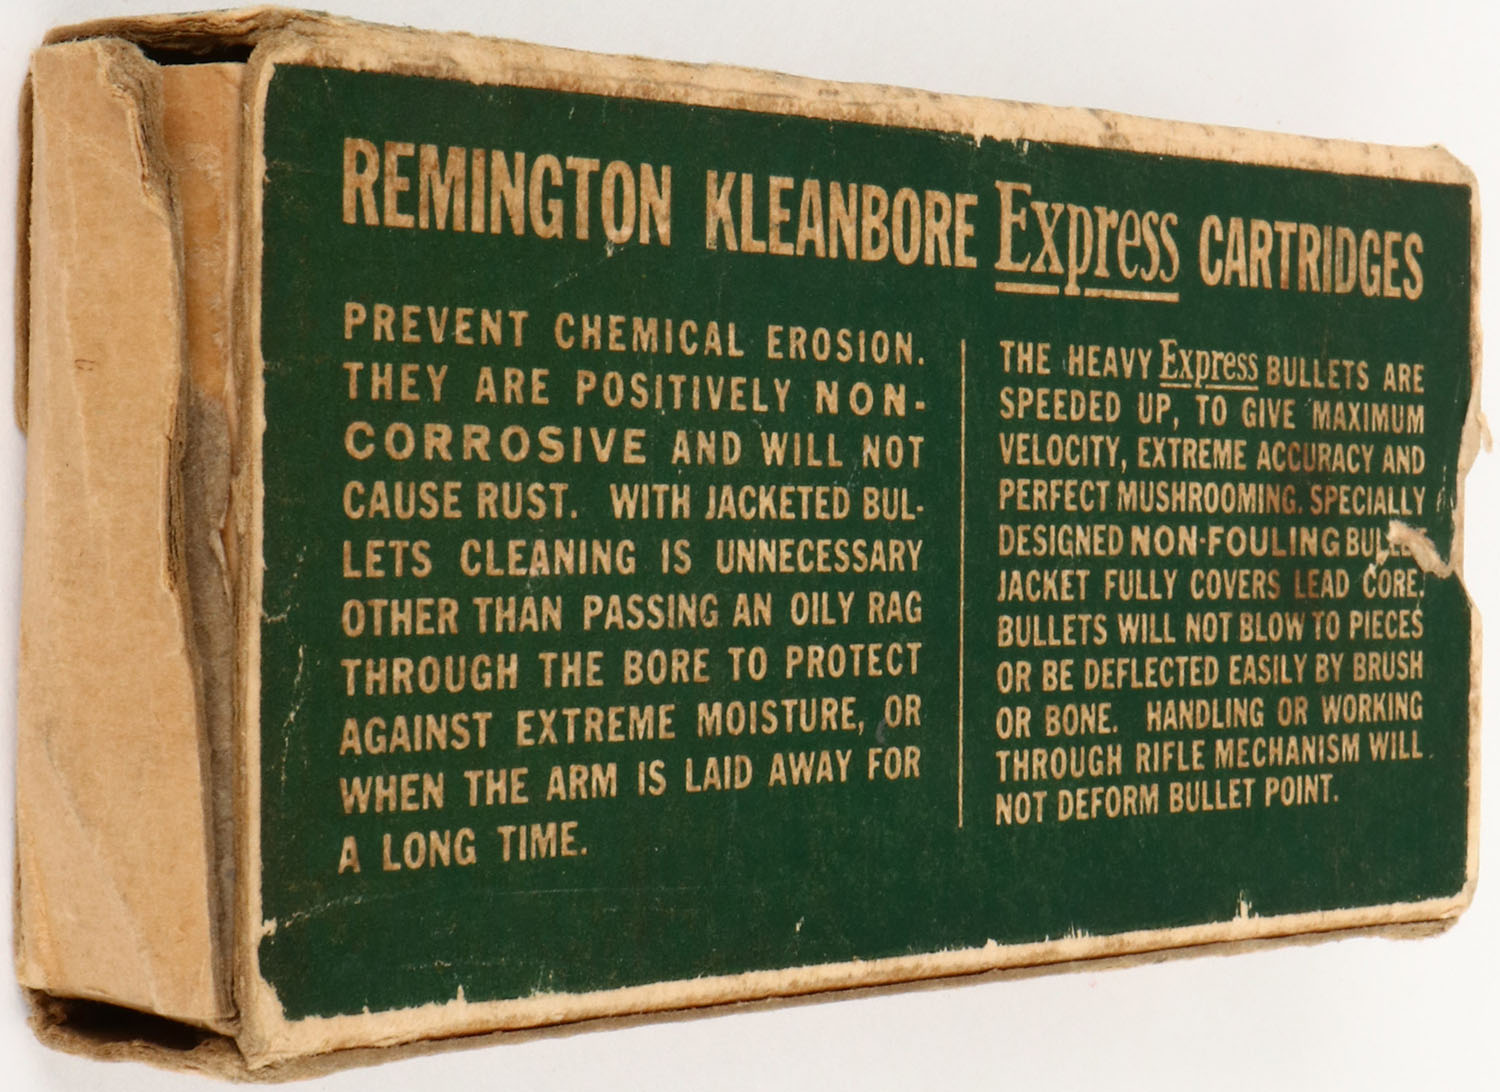 REMINGTON KLEANBORE Express CARTRIDGES
PREVENT CHEMICAL EROSION.
THEY ARE POSITIVELY NON-
CORROSIVE AND WILL NOT
CAUSE RUST. WITH JACKETED BUL-
LETS CLEANING IS UNNECESSARY
OTHER THAN PASSING AN OILY RAG
THROUGH THE BORE TO PROTECT
AGAINST EXTREME MOISTURE, OR
WHEN THE ARM IS LAID AWAY FOR
A LONG TIME.
THE HEAVY Express BULLETS ARE
SPEEDED UP, TO GIVE MAXIMUM
VELOCITY, EXTREME ACCURACY AND
PERFECT MUSHROOMING. SPECIALLY
DESIGNED NON-FOULING
JACKET FULLY COVERS LEAD CORE.
BULLETS WILL NOT BLOW TO PIECES
OR BE DEFLECTED EASILY BY BRUSH
OR BONE. HANDLING OR WORKING
THROUGH RIFLE MECHANISM WILL
NOT DEFORM BULLET POINT.